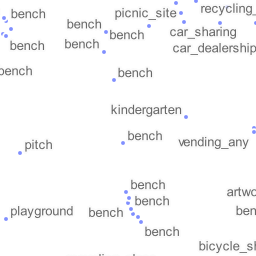 bench
picnic_site
recycling_
bench
bench
car_sharing
bench
bench
car_dealership
bench
bench
kindergarten
bench
vending_any
pitch
bench
artwo
bench
playground
bench
ben
bench
bicycle_sh